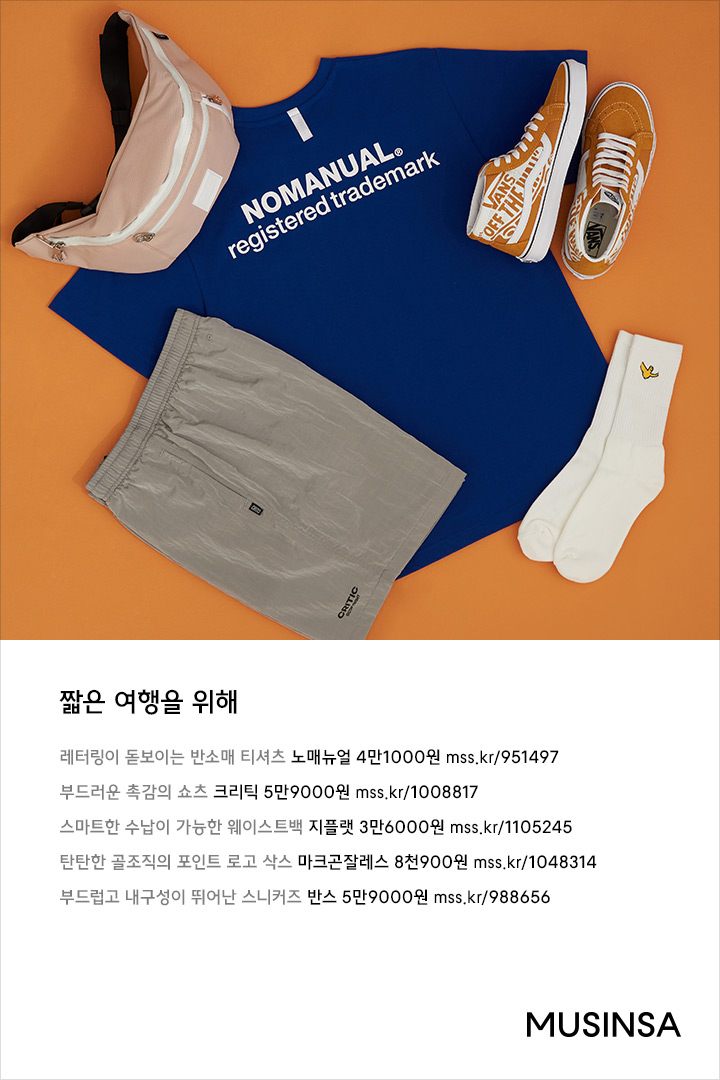 NOMANUAL®
registered trademark
VANS
"OFF THE WALL"
VANS
CRITIC
짧은 여행을 위해
레터링이 돋보이는 반소매 티셔츠 노매뉴얼 4만1000원 mss.kr/951497
부드러운 촉감의 쇼츠 크리틱 5만9000원 mss.kr/1008817
스마트한 수납이 가능한 웨이스트백 지플랫 3만6000원 mss.kr/1105245
탄탄한 골조직의 포인트 로고 삭스 마크곤잘레스 8천900원 mss.kr/1048314
부드럽고 내구성이 뛰어난 스니커즈 반스 5만9000원 mss.kr/988656
MUSINSA